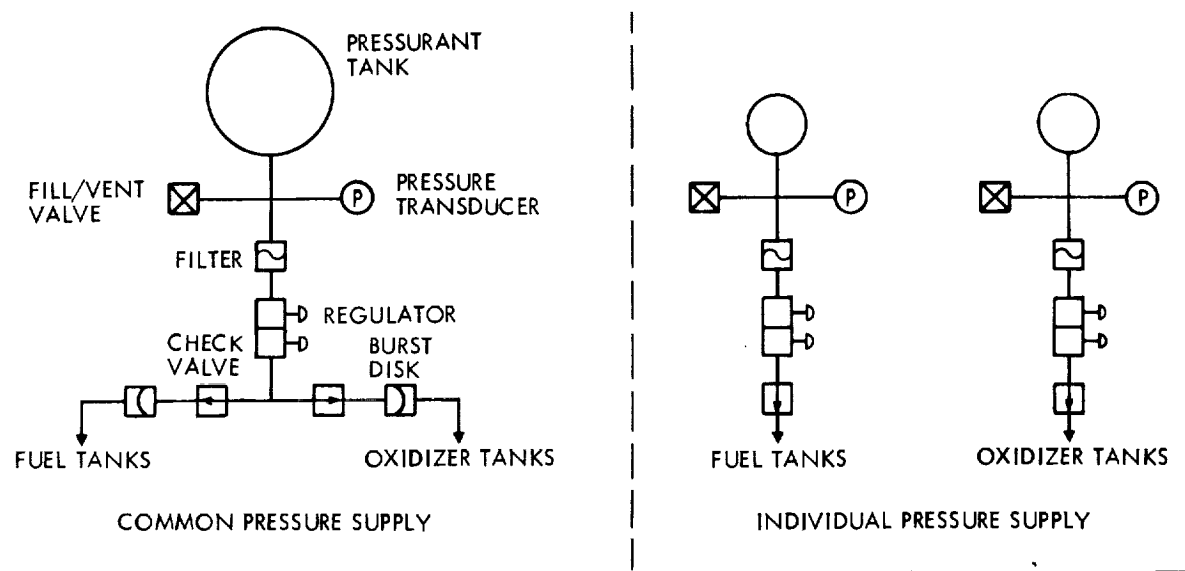 PRESSURANT
TANK
FILL/VENT
VALVE
P
PRESSURE
TRANSDUCER
FILTER
REGULATOR
CHECK
VALVE
BURST
DISK
FUEL TANKS
OXIDIZER TANKS
COMMON PRESSURE SUPPLY
P
P
FUEL TANKS
OXIDIZER TANKS
INDIVIDUAL PRESSURE SUPPLY